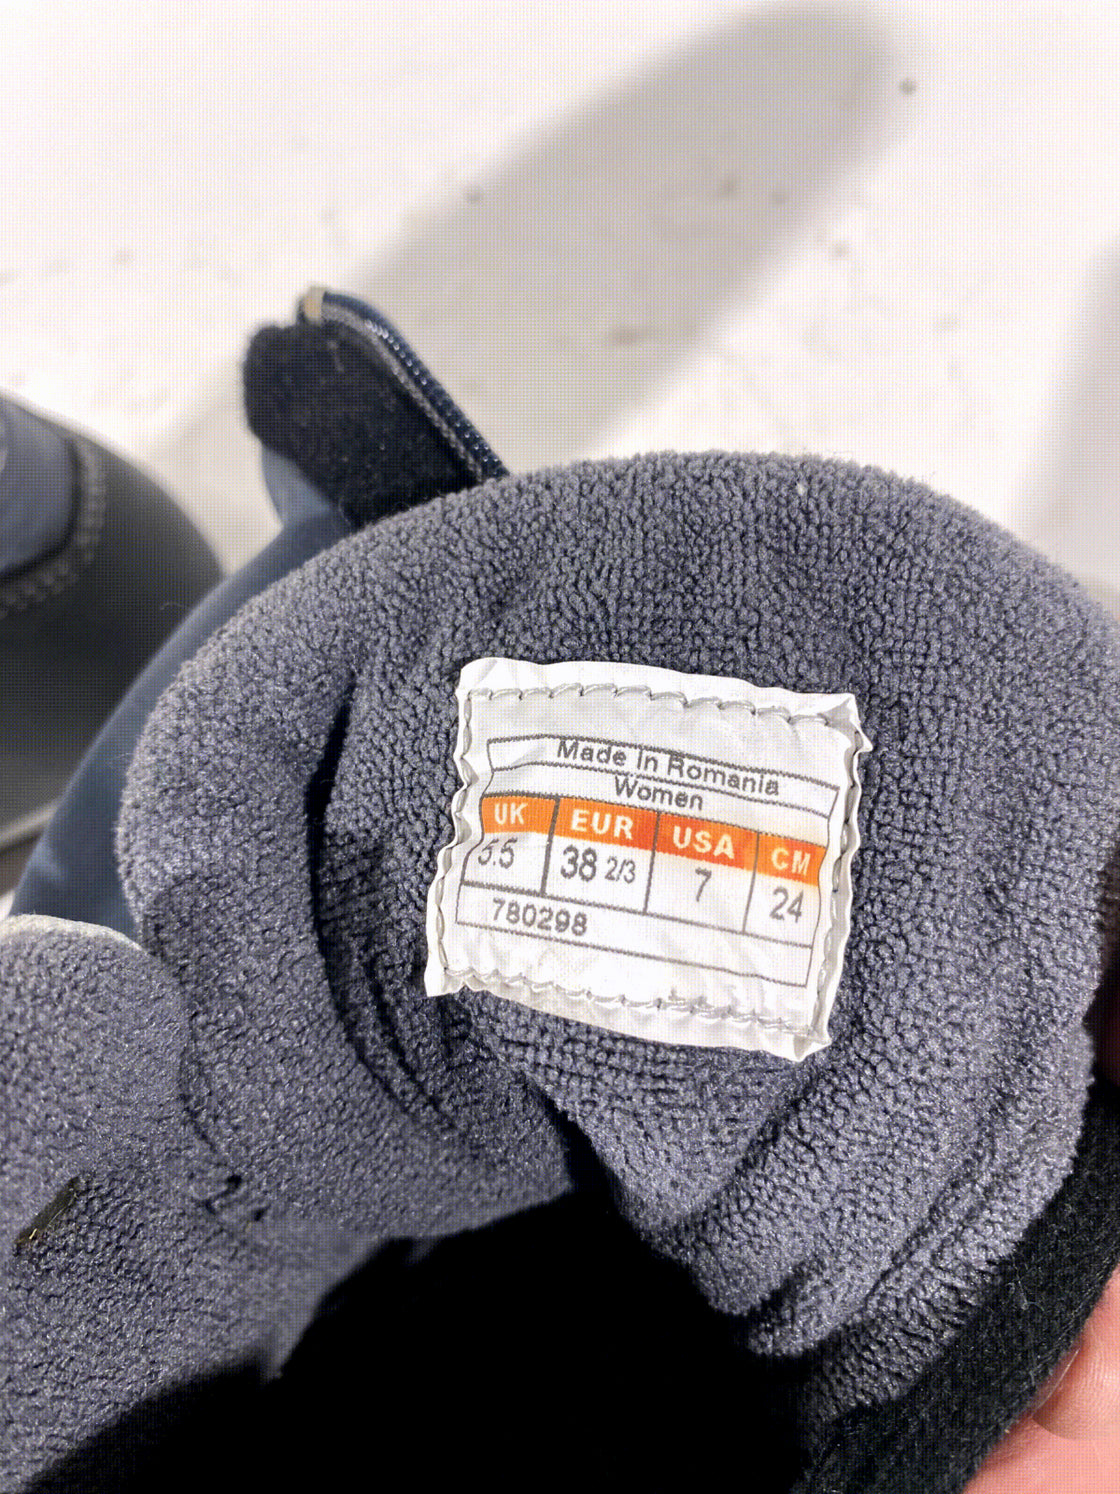 Made in Romania
Women
UK EUR USA CM
5.5 38 2/3 7 24
780298